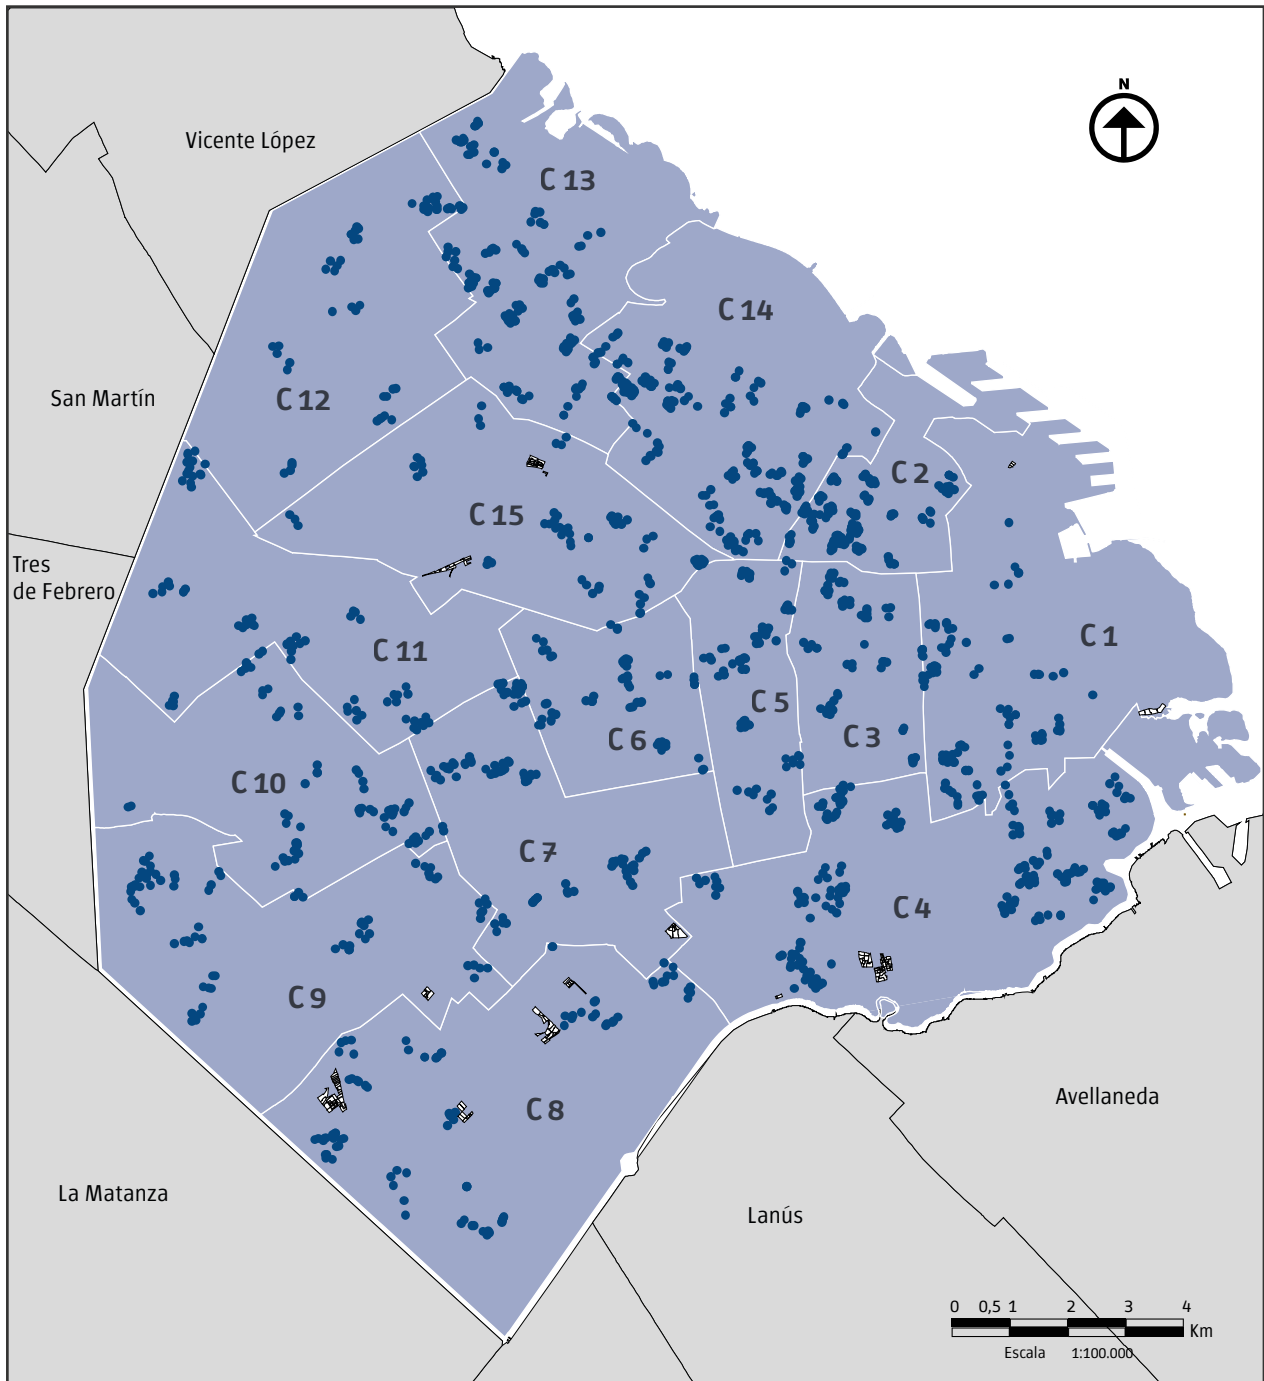 N
Vicente López
C 13
C 14
San Martín
C 12
C 2
C 15
Tres
de Febrero
C 1
C 11
C 5
C 3
C 6
C 10
C 7
C 4
C 9
C 8
Avellaneda
La Matanza
Lanús
0 0,5 1 2 3 4
Km
Escala 1:100.000